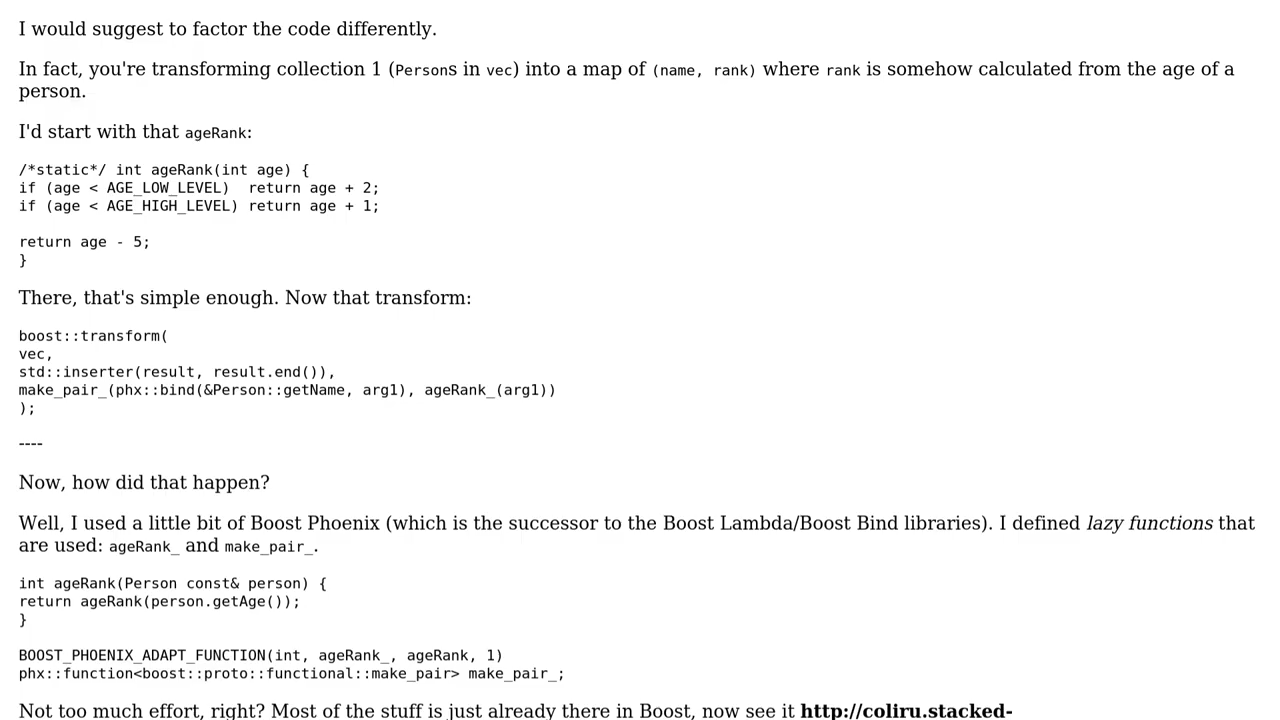 I would suggest to factor the code differently.
In fact, you're transforming collection 1 (Persons in vec) into a map of (name, rank) where rank is somehow calculated from the age of a
person.
I'd start with that ageRank:
/*static*/ int ageRank(int age) {
if (age < AGE_LOW_LEVEL)  return age + 2;
if (age < AGE_HIGH_LEVEL) return age + 1;
return age - 5;
}
There, that's simple enough. Now that transform:
boost::transform(
vec,
std::inserter(result, result.end()),
make_pair_(phx::bind(&Person::getName, arg1), ageRank_(arg1))
);
----
Now, how did that happen?
Well, I used a little bit of Boost Phoenix (which is the successor to the Boost Lambda/Boost Bind libraries). I defined lazy functions that
are used: ageRank_ and make_pair_.
int ageRank(Person const& person) {
return ageRank(person.getAge());
}
BOOST_PHOENIX_ADAPT_FUNCTION(int, ageRank_, ageRank, 1)
phx::function<boost::proto::functional::make_pair> make_pair_;
Not too much effort, right? Most of the stuff is just already there in Boost, now see it http://coliru.stacked-